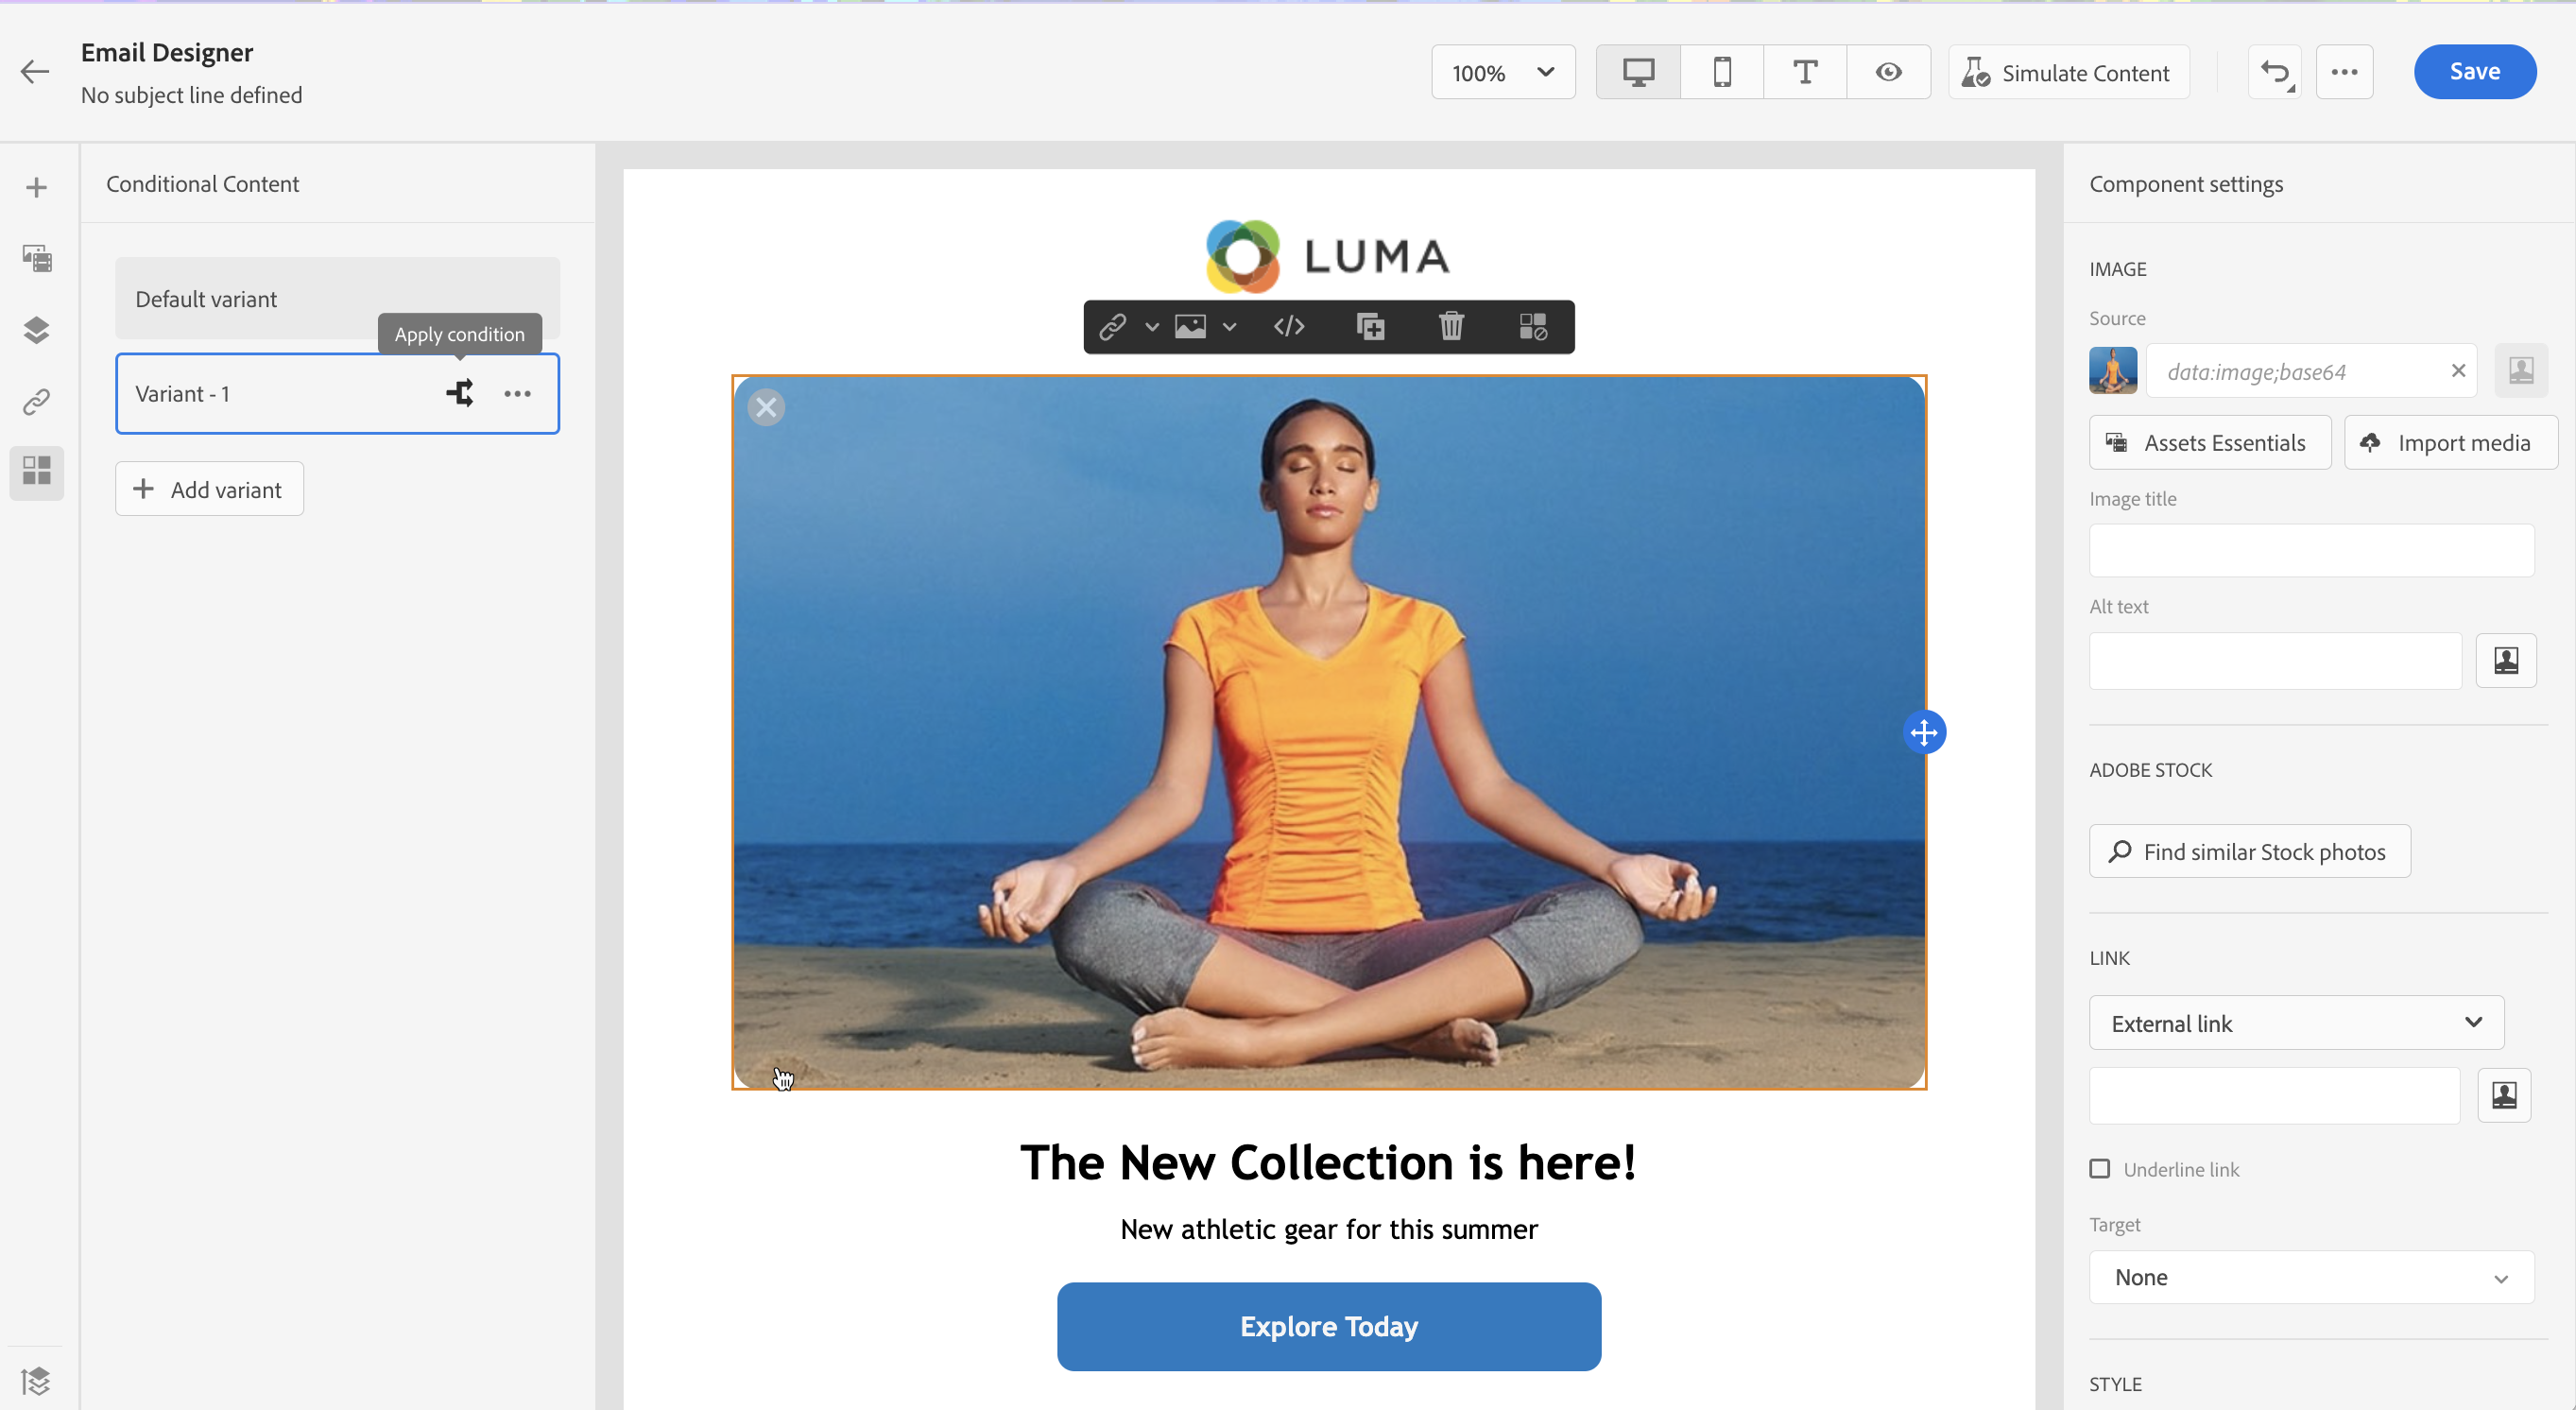 Email Designer
No subject line defined
100%
Simulate Content
Save
Conditional Content
Default variant
Apply condition
Variant - 1
Add variant
LUMA
The New Collection is here!
New athletic gear for this summer
Explore Today
Component settings
IMAGE
Source
data:image;base64
Assets Essentials
Import media
Image title
Alt text
ADOBE STOCK
Find similar Stock photos
LINK
External link
Underline link
Target
None
STYLE